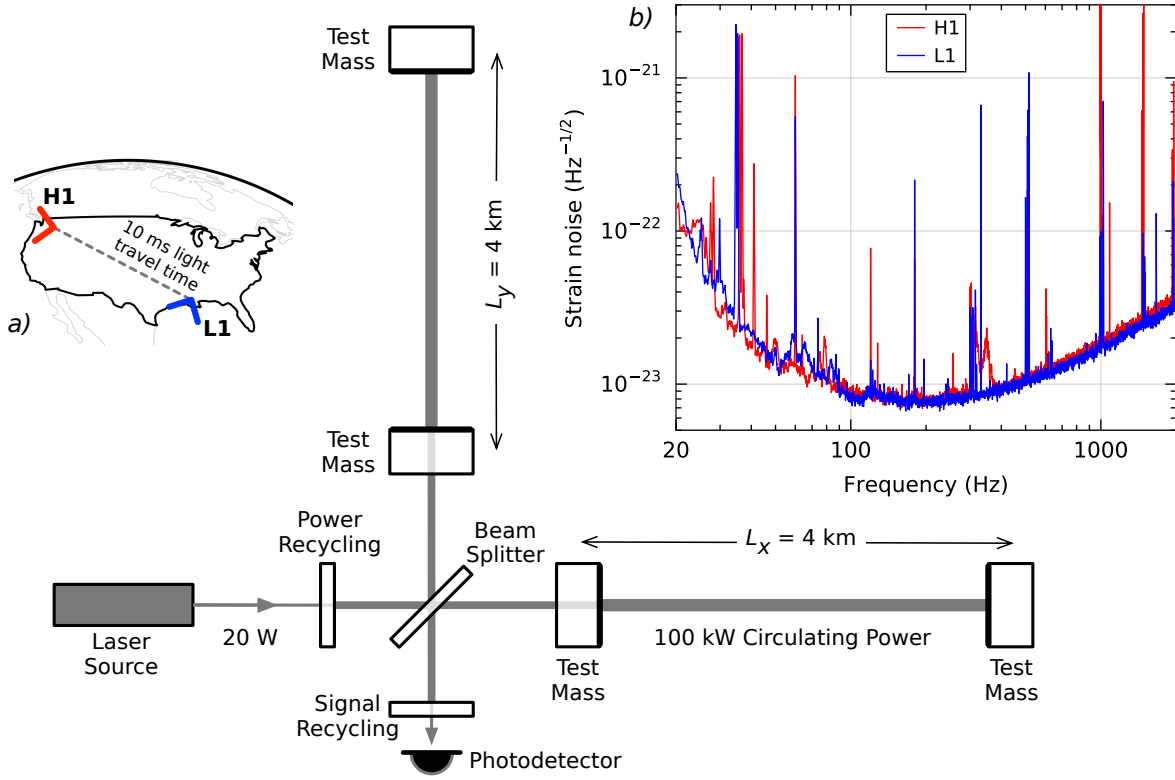 a)
H1
10 ms light
travel time
L1
Test
Mass
L_y = 4 km
Test
Mass
Power
Recycling
Beam
Splitter
L_x = 4 km
Laser
Source
20 W
100 kW Circulating Power
Test
Mass
Test
Mass
Signal
Recycling
Photodetector
b)
H1
L1
Strain noise (Hz^{-1/2})
10^{-21}
10^{-22}
10^{-23}
20
100
1000
Frequency (Hz)